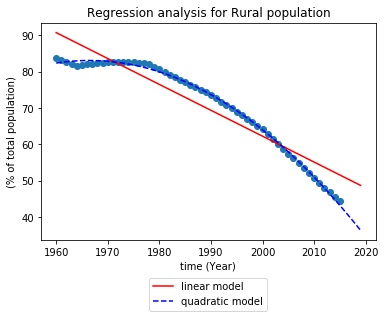 Regression analysis for Rural population
(% of total population)
90
80
70
60
50
40
1960 1970 1980 1990 2000 2010 2020
time (Year)
linear model
quadratic model